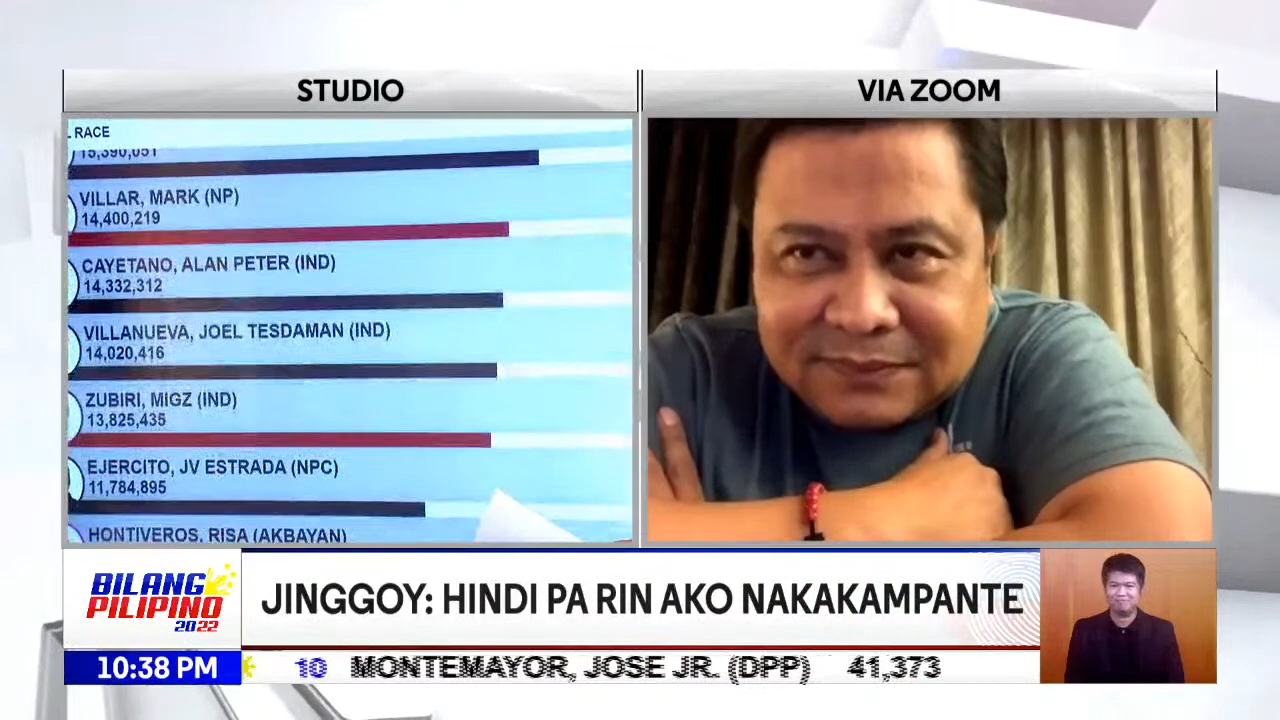 STUDIO
VIA ZOOM
RACE
15,390,051
VILLAR, MARK (NP)
14,400,219
CAYETANO, ALAN PETER (IND)
14,332,312
VILLANUEVA, JOEL TESDAMAN (IND)
14,020,416
ZUBIRI, MIGZ (IND)
13,825,435
EJERCITO, JV ESTRADA (NPC)
11,784,895
HONTIVEROS, RISA (AKBAYAN)
BILANG
PILIPINO
2022
JINGGOY: HINDI PA RIN AKO NAKAKAMPANTE
10:38 PM 10 MONTEMAYOR, JOSE JR. (DPP) 41,373